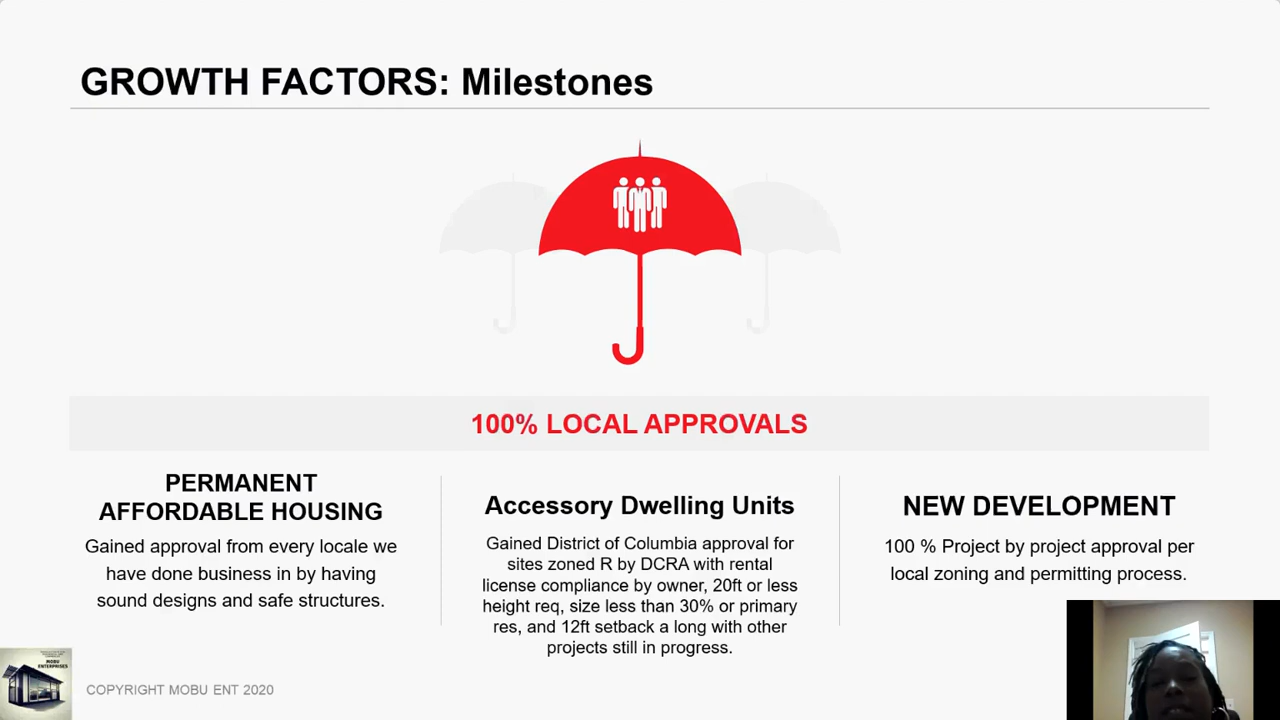 GROWTH FACTORS: Milestones
100% LOCAL APPROVALS
PERMANENT
AFFORDABLE HOUSING
Gained approval from every locale we
have done business in by having
sound designs and safe structures.
Accessory Dwelling Units
Gained District of Columbia approval for
sites zoned R by DCRA with rental
license compliance by owner, 20ft or less
height req, size less than 30% or primary
res, and 12ft setback a long with other
projects still in progress.
NEW DEVELOPMENT
100 % Project by project approval per
local zoning and permitting process.
MOBU
ENTERPRISES
COPYRIGHT MOBU ENT 2020